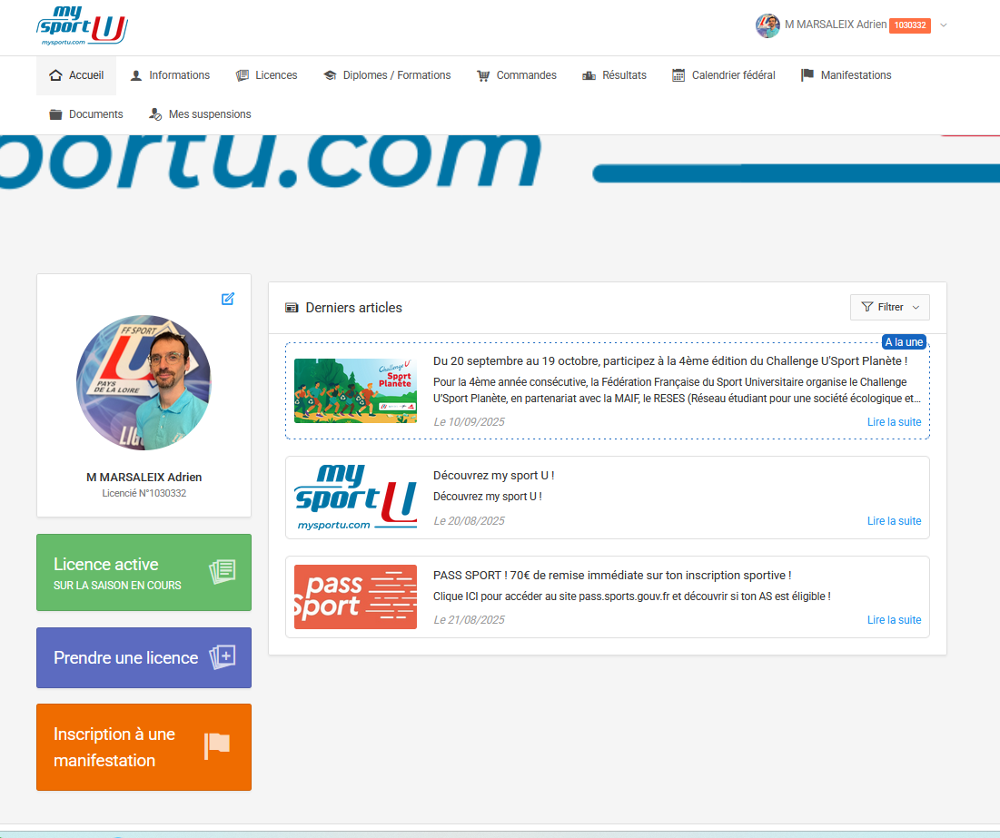 my
sport U
mysportu.com
M MARSALEIX Adrien 1030332
Accueil
Informations
Licences
Diplomes / Formations
Commandes
Résultats
Calendrier fédéral
Manifestations
Documents
Mes suspensions
portu.com
FF SPORT
U
PAYS
DE LA LOIRE
M MARSALEIX Adrien
Licencié N°1030332
Licence active
SUR LA SAISON EN COURS
Prendre une licence
Inscription à une
manifestation
Derniers articles
Filtrer
A la une
Challenge U'
Sport
Planète
Du 20 septembre au 19 octobre, participez à la 4ème édition du Challenge U'Sport Planète !
Pour la 4ème année consécutive, la Fédération Française du Sport Universitaire organise le Challenge
U'Sport Planète, en partenariat avec la MAIF, le RESES (Réseau étudiant pour une société écologique et...
Le 10/09/2025
Lire la suite
my
sport U
mysportu.com
Découvrez my sport U !
Découvrez my sport U !
Le 20/08/2025
Lire la suite
pass
Sport
PASS SPORT ! 70€ de remise immédiate sur ton inscription sportive !
Clique ICI pour accéder au site pass.sports.gouv.fr et découvrir si ton AS est éligible !
Le 21/08/2025
Lire la suite